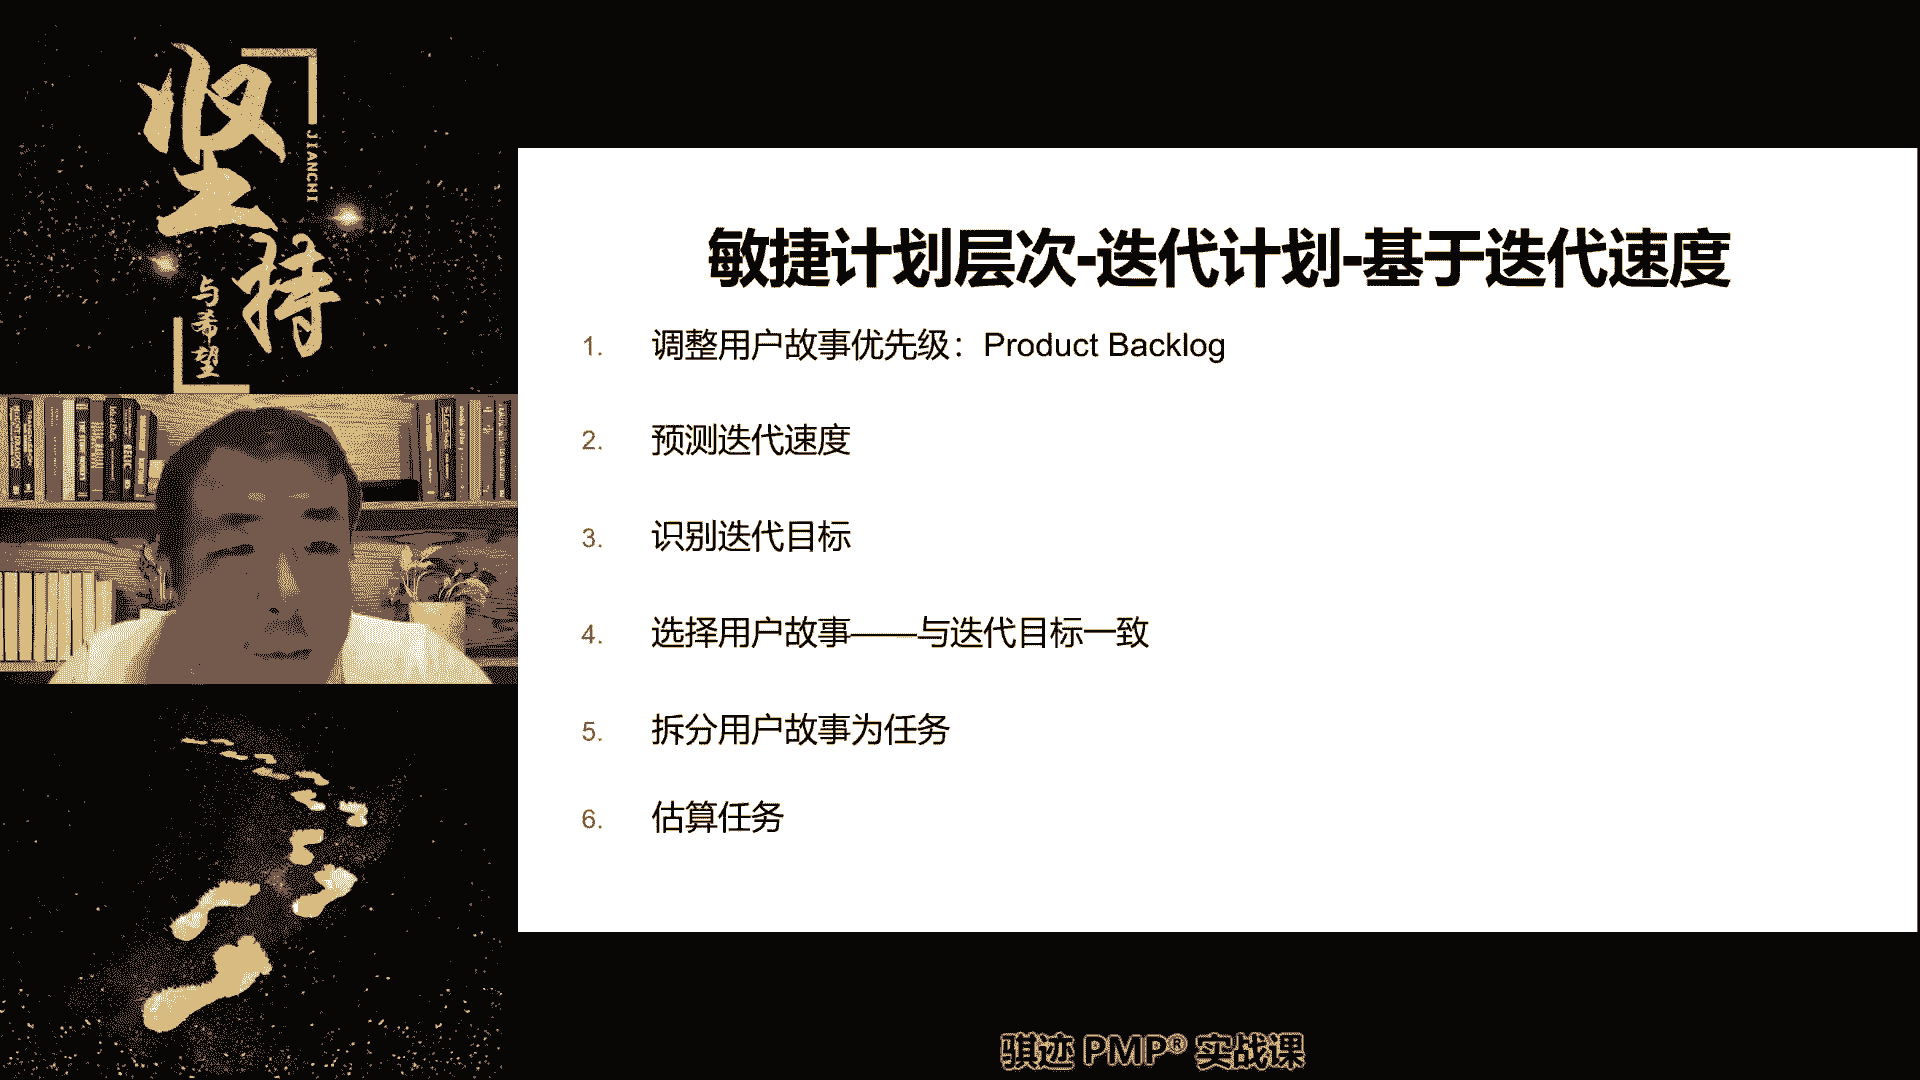 坚持
JIANCHI
与希望
敏捷计划层次-迭代计划-基于迭代速度
1. 调整用户故事优先级：Product Backlog
2. 预测迭代速度
3. 识别迭代目标
4. 选择用户故事——与迭代目标一致
5. 拆分用户故事为任务
6. 估算任务
骐迹 PMP® 实战课